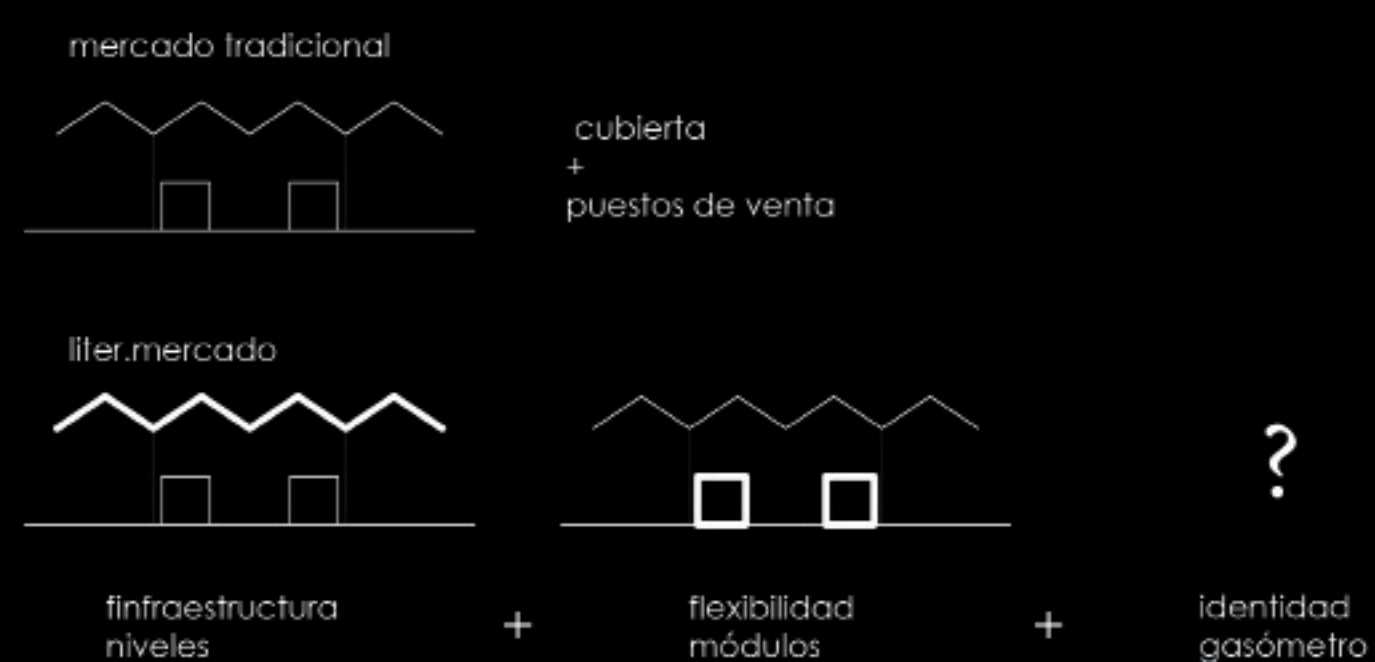 mercado tradicional
cubierta
+
puestos de venta
liter.mercado
?
finfraestructura
niveles
+
flexibilidad
módulos
+
identidad
gasómetro